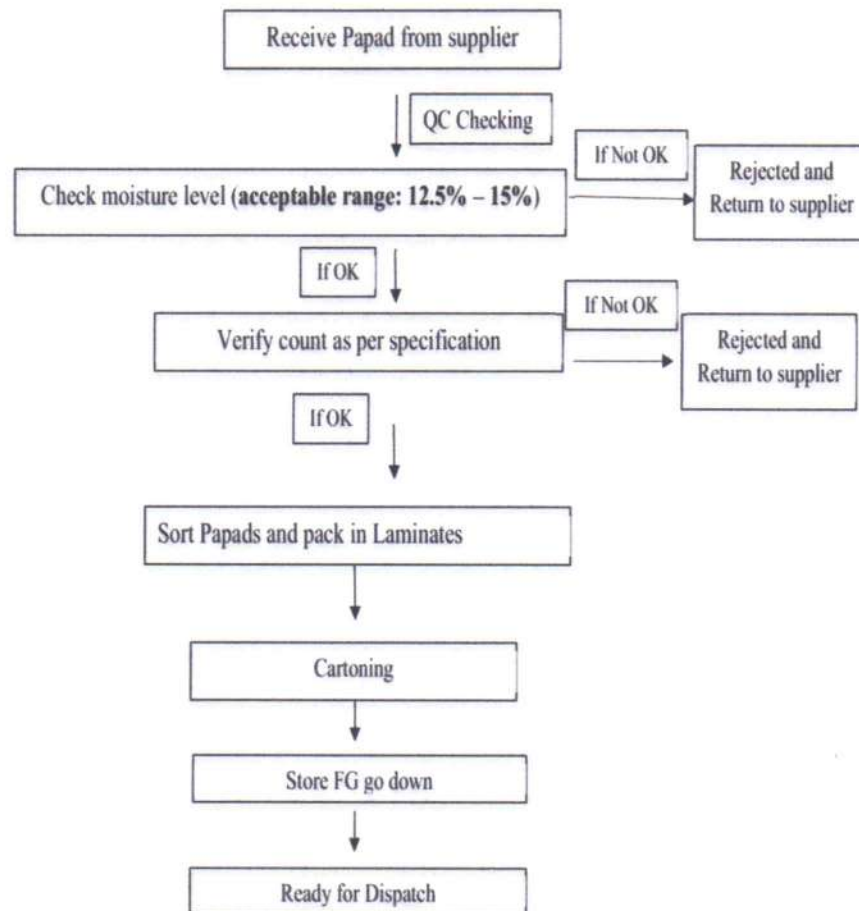 Receive Papad from supplier
QC Checking
If Not OK
Check moisture level (acceptable range: 12.5% – 15%)
Rejected and
Return to supplier
If OK
If Not OK
Verify count as per specification
Rejected and
Return to supplier
If OK
Sort Papads and pack in Laminates
Cartoning
Store FG go down
Ready for Dispatch